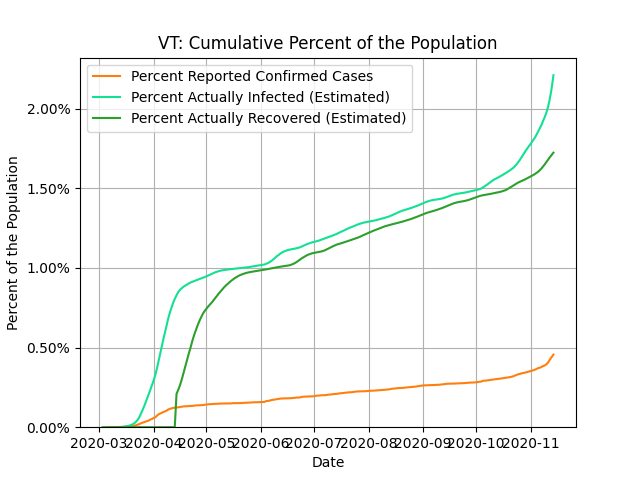 VT: Cumulative Percent of the Population
Percent Reported Confirmed Cases
Percent Actually Infected (Estimated)
Percent Actually Recovered (Estimated)
Percent of the Population
2.00%
1.50%
1.00%
0.50%
0.00%
2020-03 2020-04 2020-05 2020-06 2020-07 2020-08 2020-09 2020-10 2020-11
Date